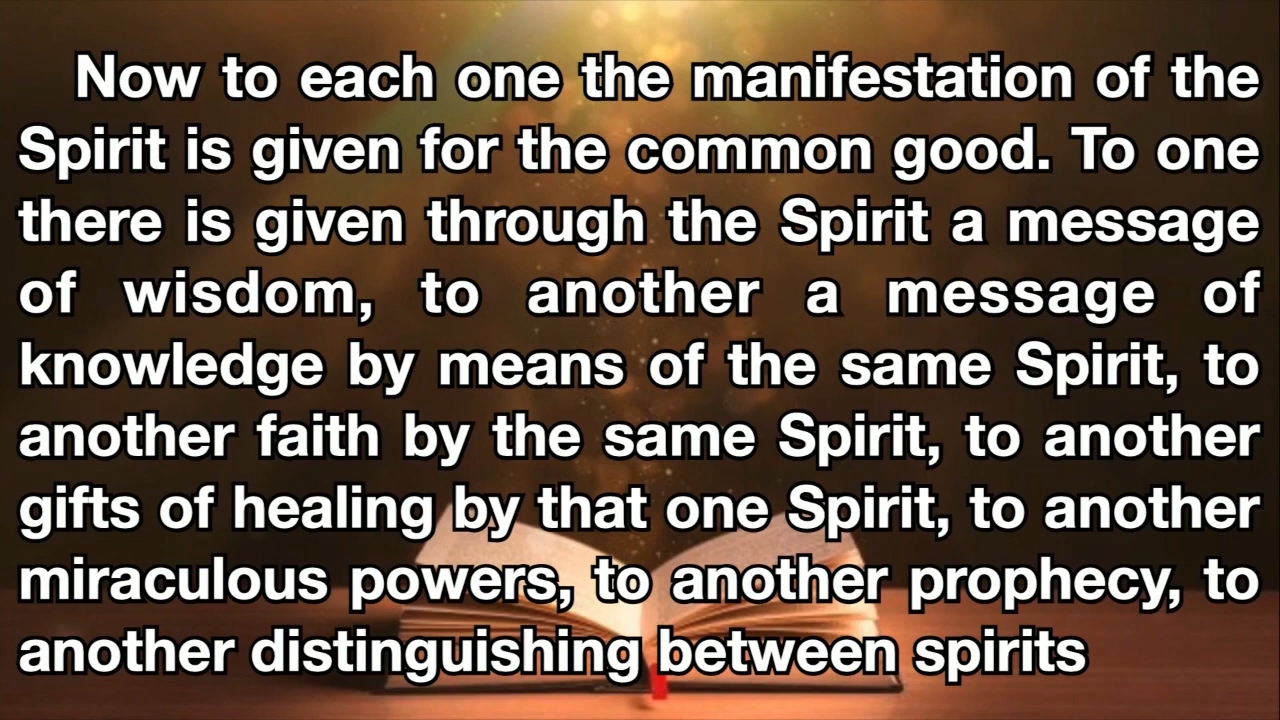 Now to each one the manifestation of the
Spirit is given for the common good. To one
there is given through the Spirit a message
of wisdom, to another a message of
knowledge by means of the same Spirit, to
another faith by the same Spirit, to another
gifts of healing by that one Spirit, to another
miraculous powers, to another prophecy, to
another distinguishing between spirits